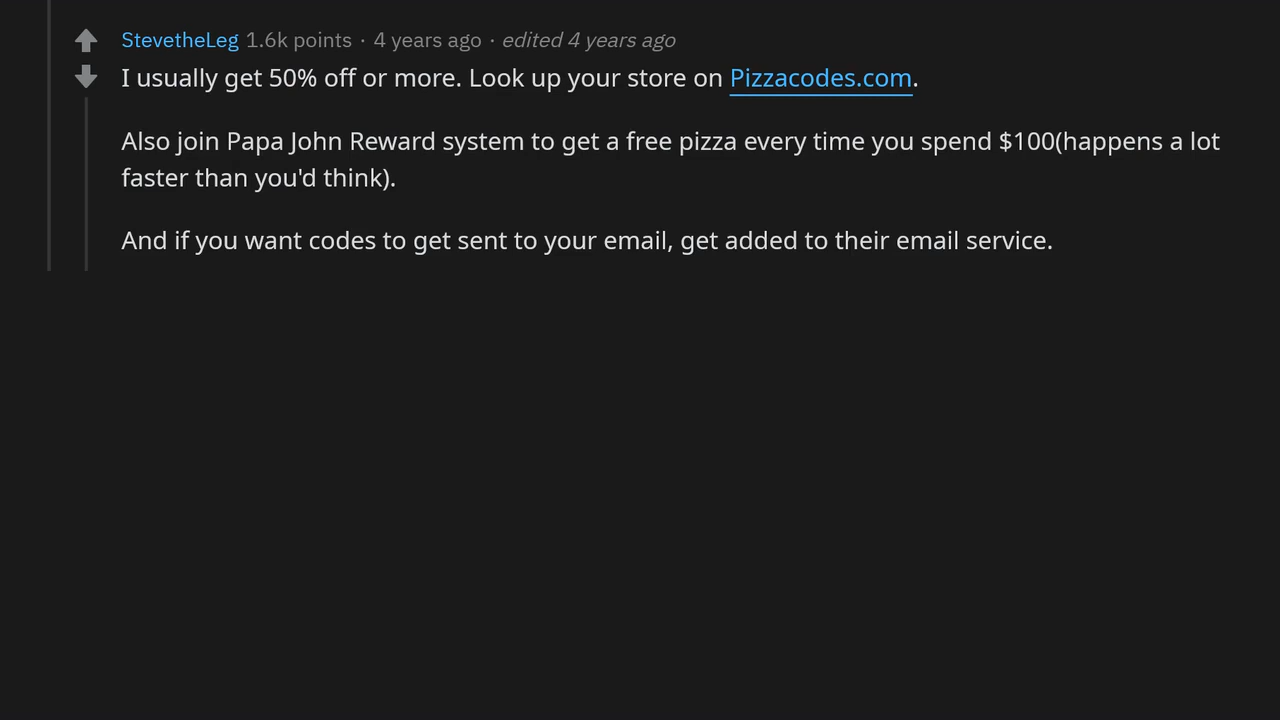 StevetheLeg 1.6k points · 4 years ago · edited 4 years ago
I usually get 50% off or more. Look up your store on Pizzacodes.com.
Also join Papa John Reward system to get a free pizza every time you spend $100(happens a lot
faster than you'd think).
And if you want codes to get sent to your email, get added to their email service.